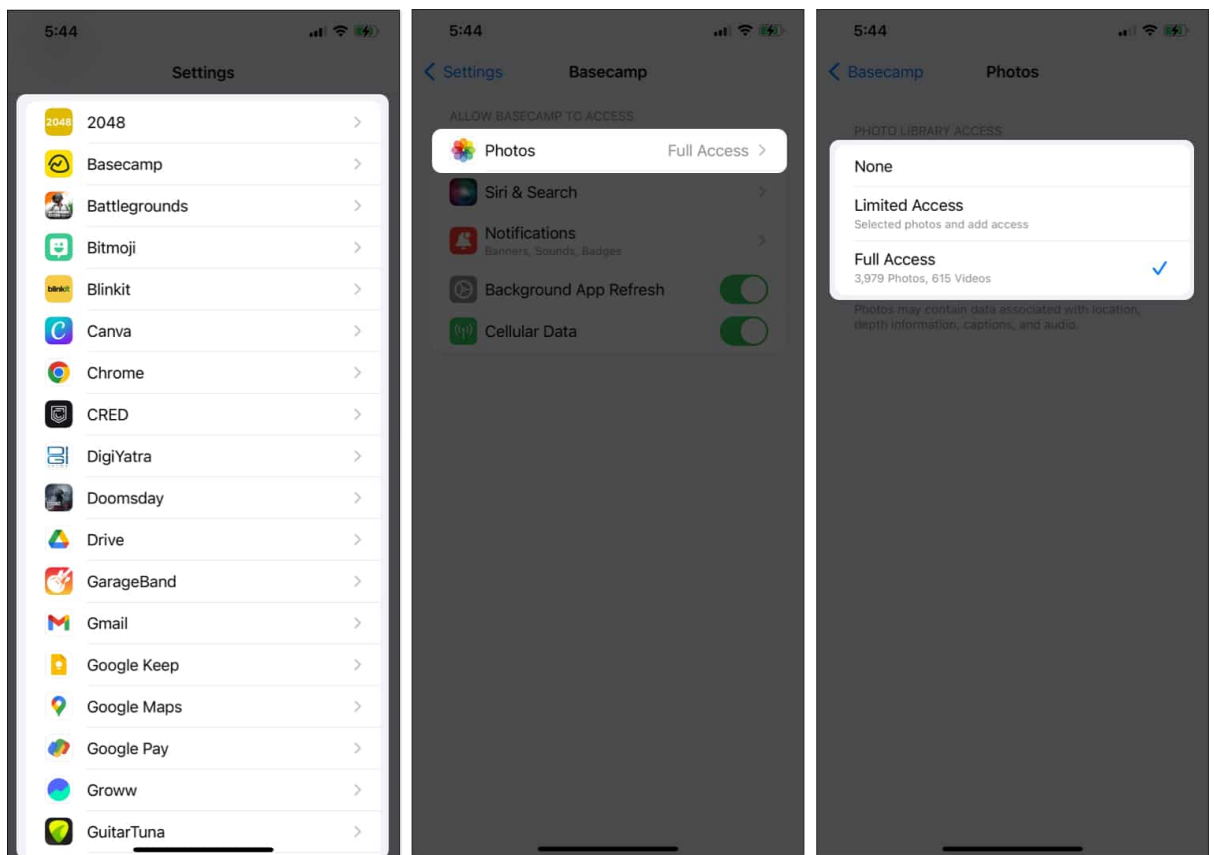 5:44
Settings
2048
2048
Basecamp
Battlegrounds
Bitmoji
blinkit
Blinkit
Canva
Chrome
CRED
DigiYatra
Doomsday
Drive
GarageBand
Gmail
Google Keep
Google Maps
Google Pay
Groww
GuitarTuna
5:44
Settings
Basecamp
ALLOW BASECAMP TO ACCESS
Photos
Full Access
Siri & Search
Notifications
Banners, Sounds, Badges
Background App Refresh
Cellular Data
5:44
Basecamp
Photos
PHOTO LIBRARY ACCESS
None
Limited Access
Selected photos and add access
Full Access
3,979 Photos, 615 Videos
Photos may contain data associated with location,
depth information, captions, and audio.